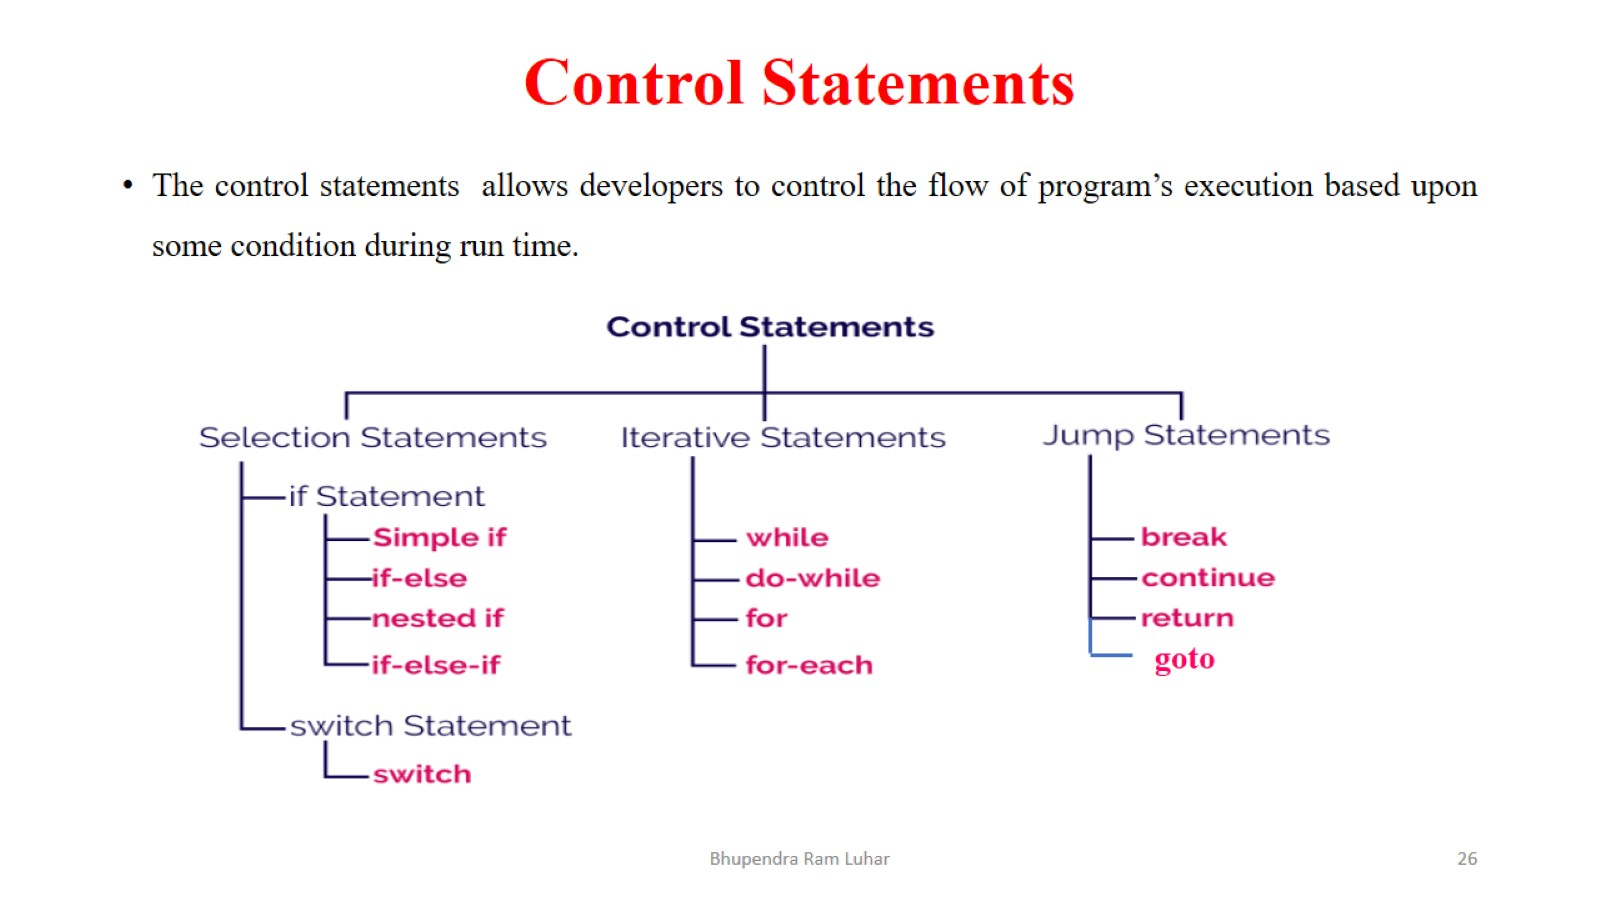 Control Statements
• The control statements allows developers to control the flow of program’s execution based upon
some condition during run time.
Control Statements
Selection Statements
if Statement
Simple if
if-else
nested if
if-else-if
switch Statement
switch
Iterative Statements
while
do-while
for
for-each
Jump Statements
break
continue
return
goto
Bhupendra Ram Luhar
26